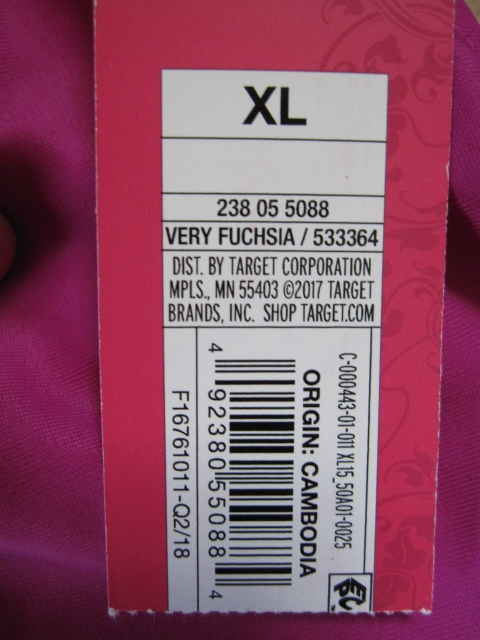 XL
238 05 5088
VERY FUCHSIA / 533364
DIST. BY TARGET CORPORATION
MPLS., MN 55403 ©2017 TARGET
BRANDS, INC. SHOP TARGET.COM
C-000443-01-011 XL15_50A01-0025
ORIGIN: CAMBODIA
4 92380 55088 4
F16761011-Q2/18